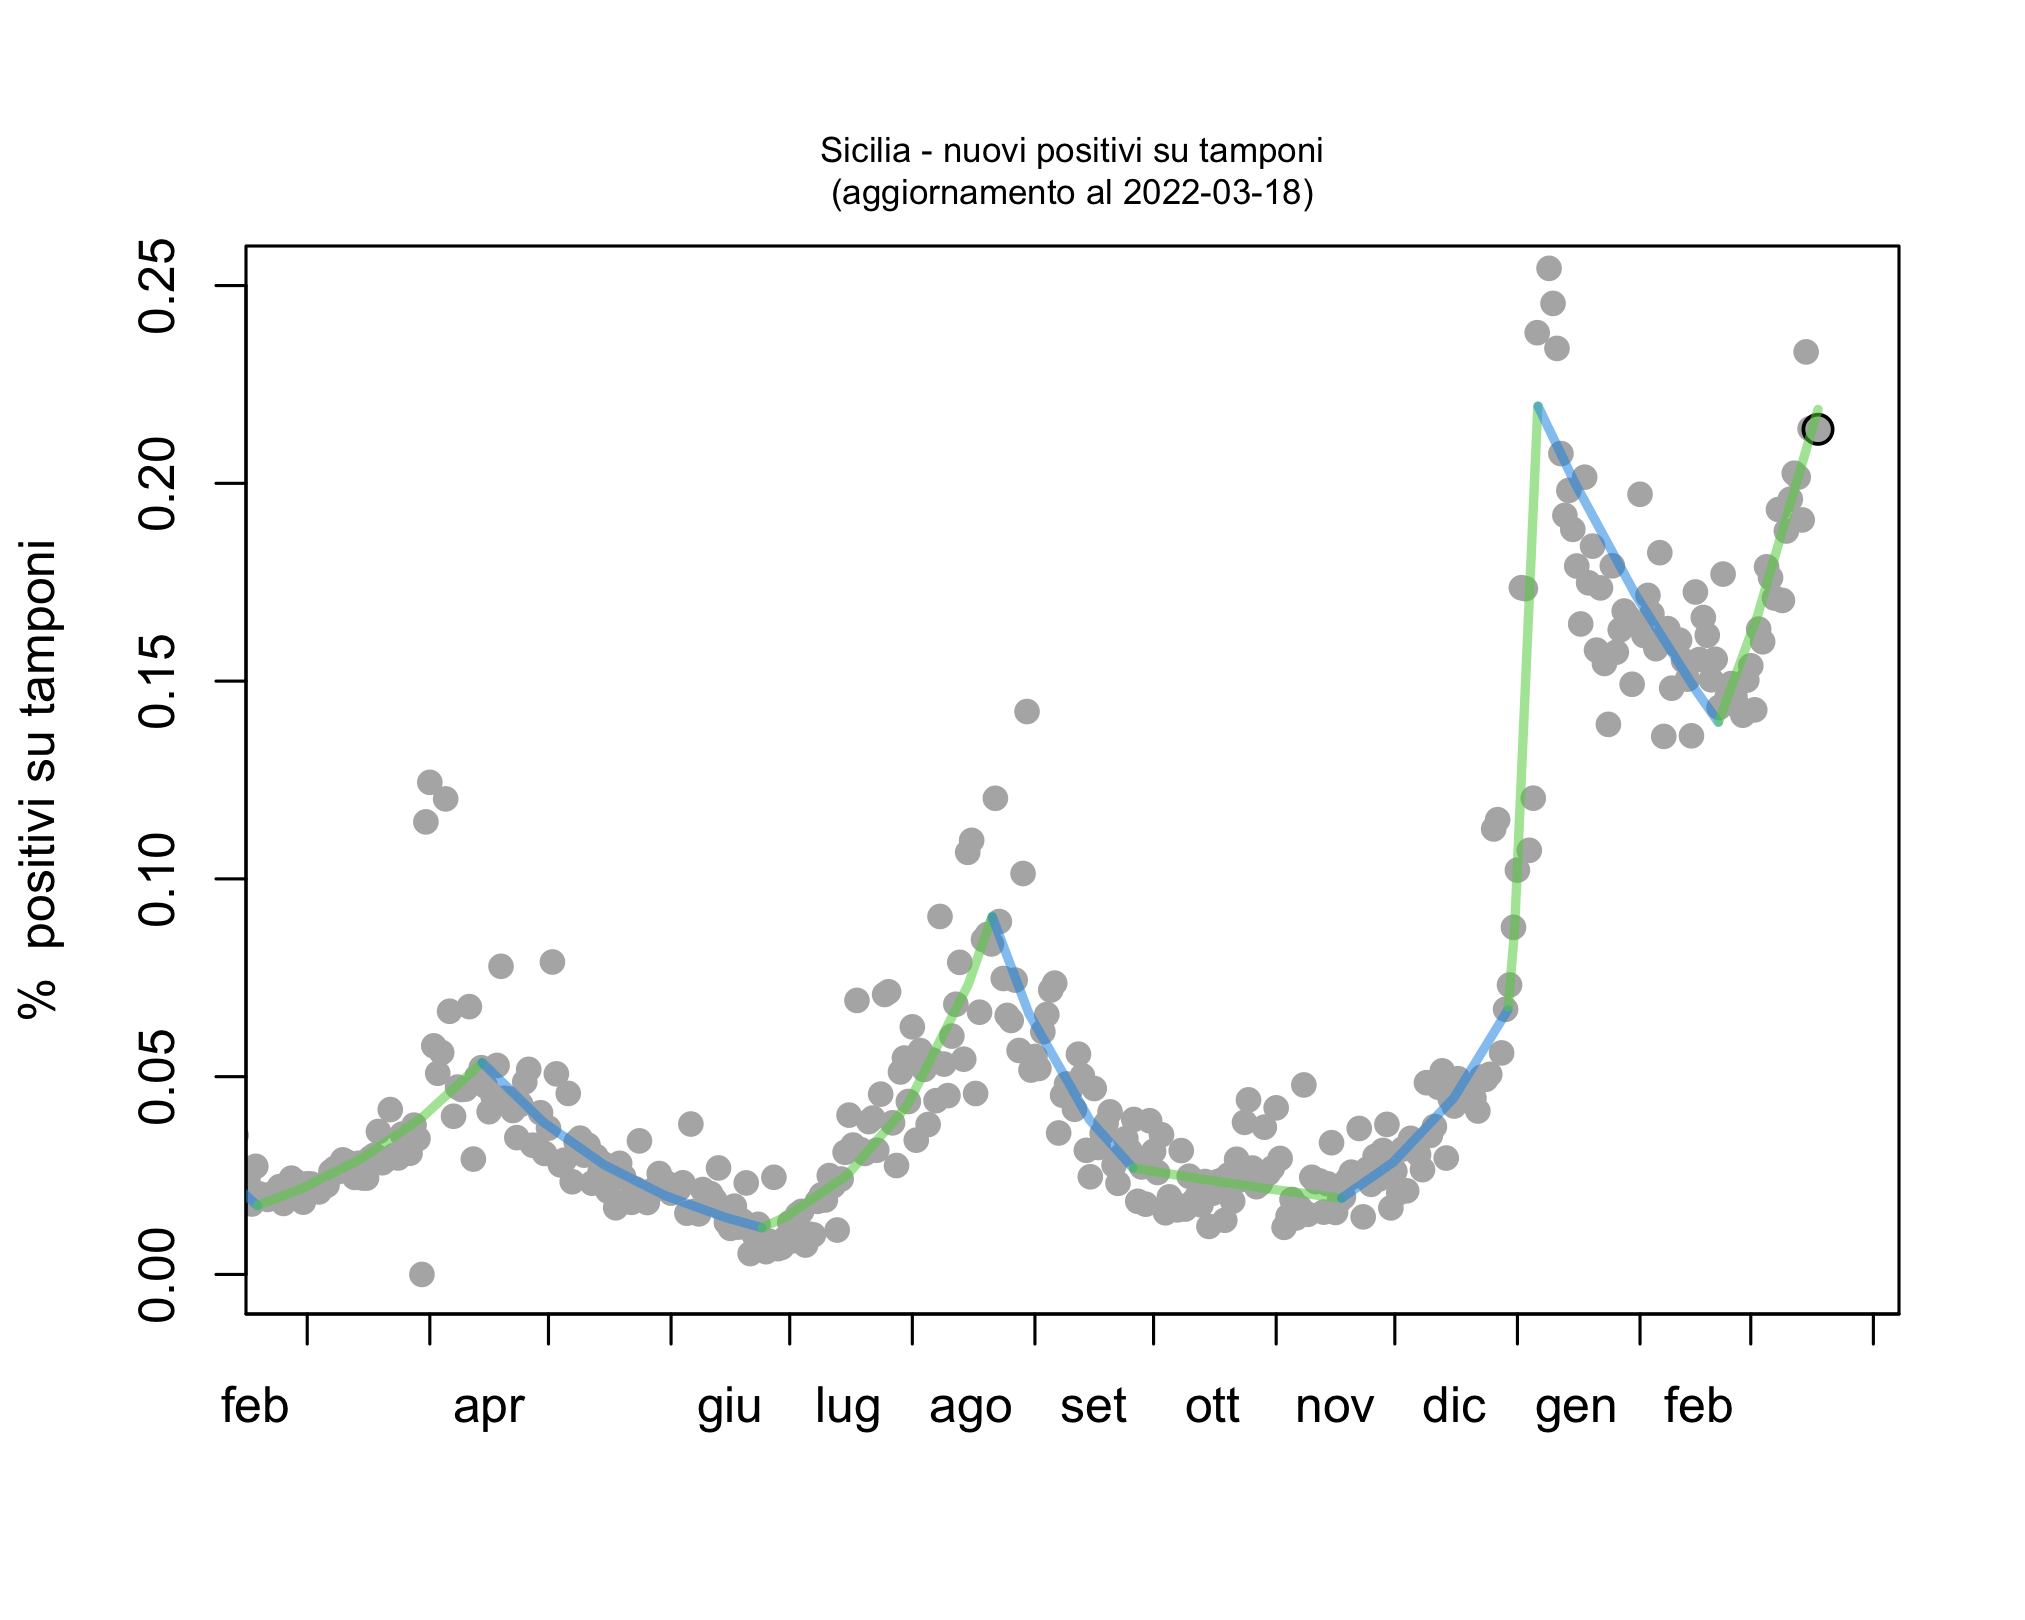 Sicilia - nuovi positivi su tamponi
(aggiornamento al 2022-03-18)
% positivi su tamponi
0.25
0.20
0.15
0.10
0.05
0.00
feb apr giu lug ago set ott nov dic gen feb